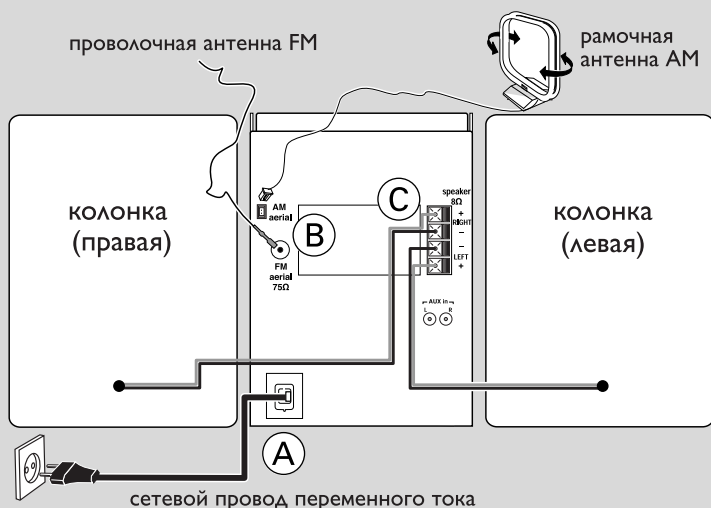 проволочная антенна FM
рамочная
антенна AM
колонка
(правая)
AM
aerial
B
FM
aerial
75Ω
C
speaker
8Ω
+
RIGHT
−
−
LEFT
+
AUX in
L R
колонка
(левая)
A
сетевой провод переменного тока